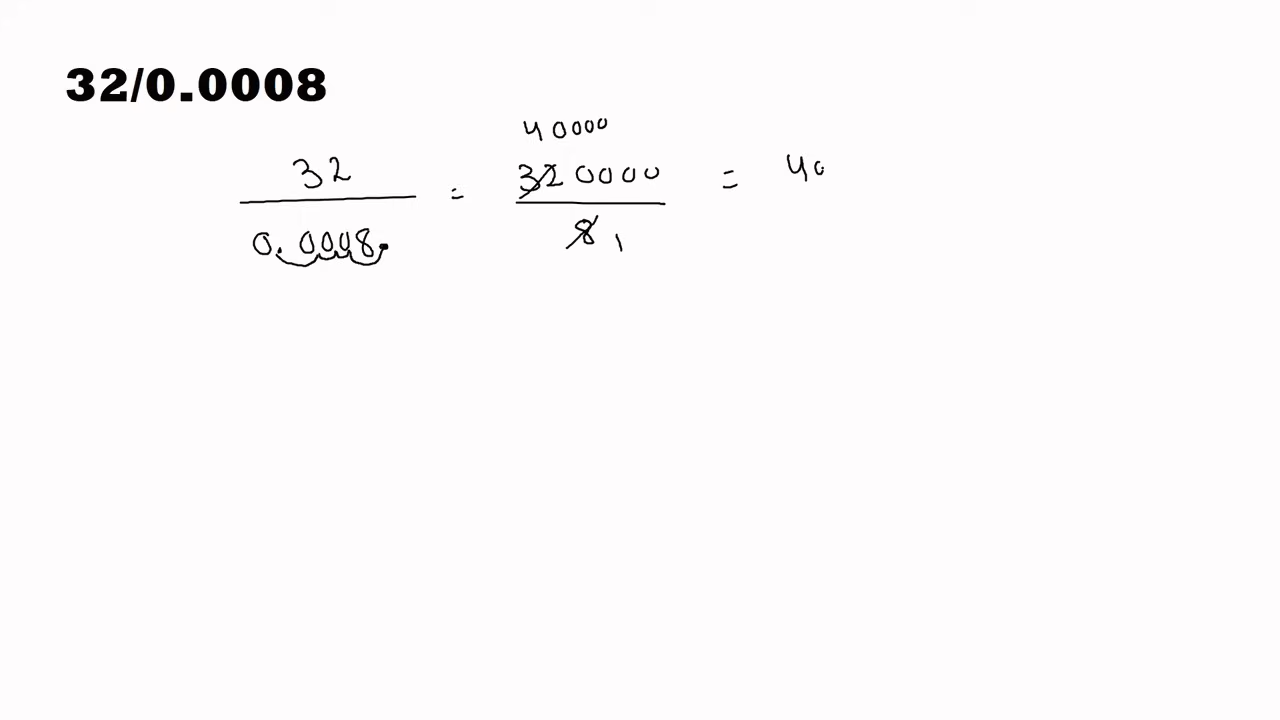 32/0.0008
40000
32 = 320000 = 40
0.0008. 8 1